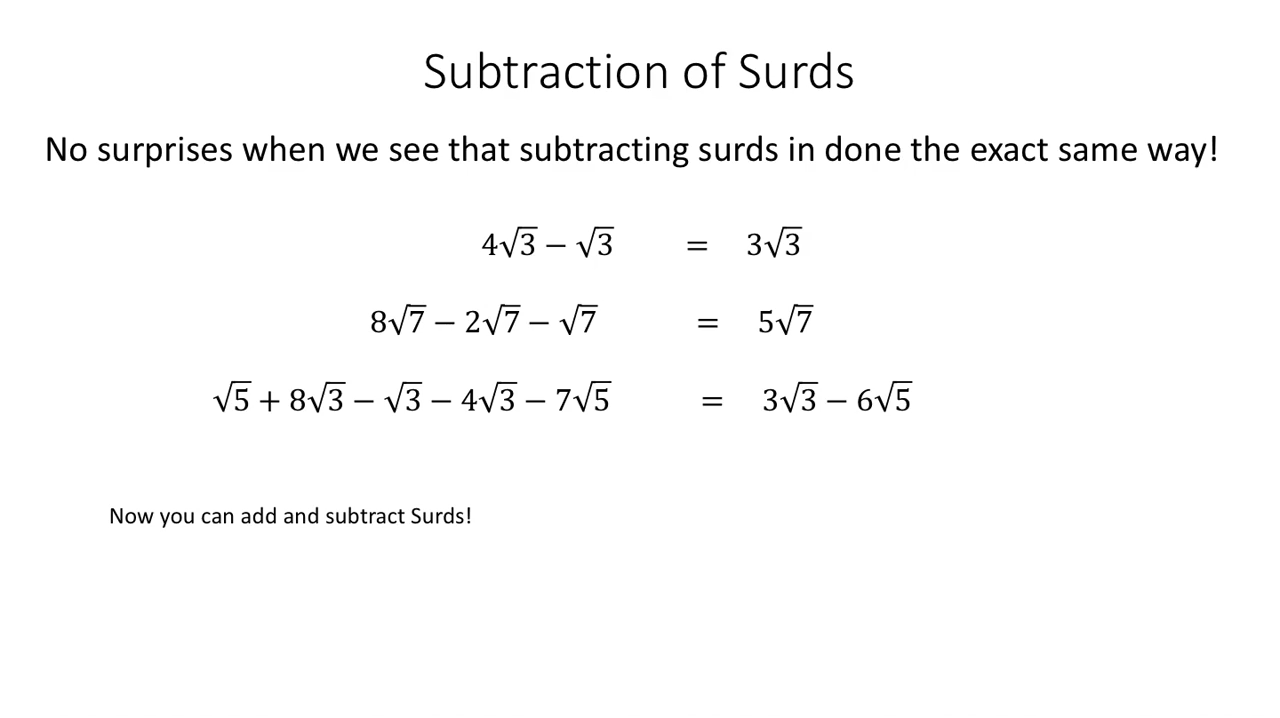 Subtraction of Surds
No surprises when we see that subtracting surds in done the exact same way!
4√3 − √3 = 3√3
8√7 − 2√7 − √7 = 5√7
√5 + 8√3 − √3 − 4√3 − 7√5 = 3√3 − 6√5
Now you can add and subtract Surds!